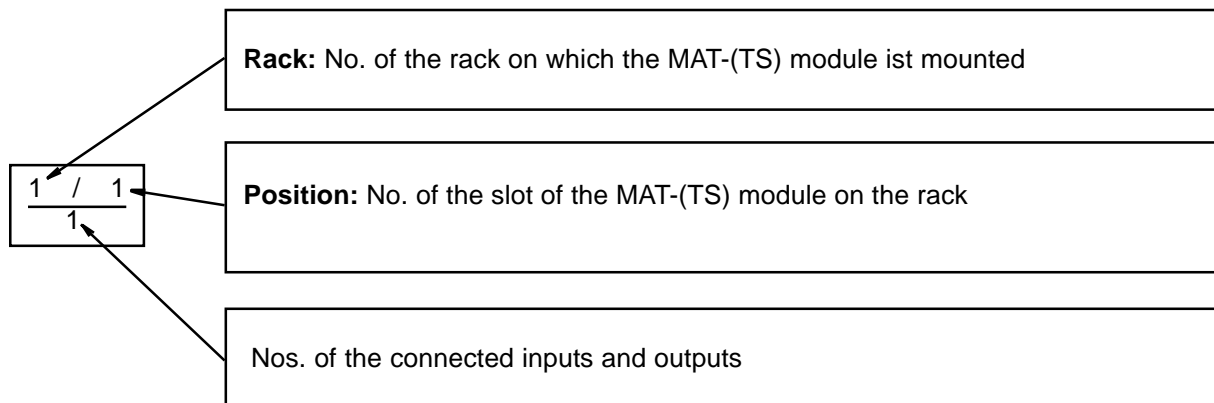 Rack: No. of the rack on which the MAT-(TS) module ist mounted
1 / 1
1
Position: No. of the slot of the MAT-(TS) module on the rack
Nos. of the connected inputs and outputs